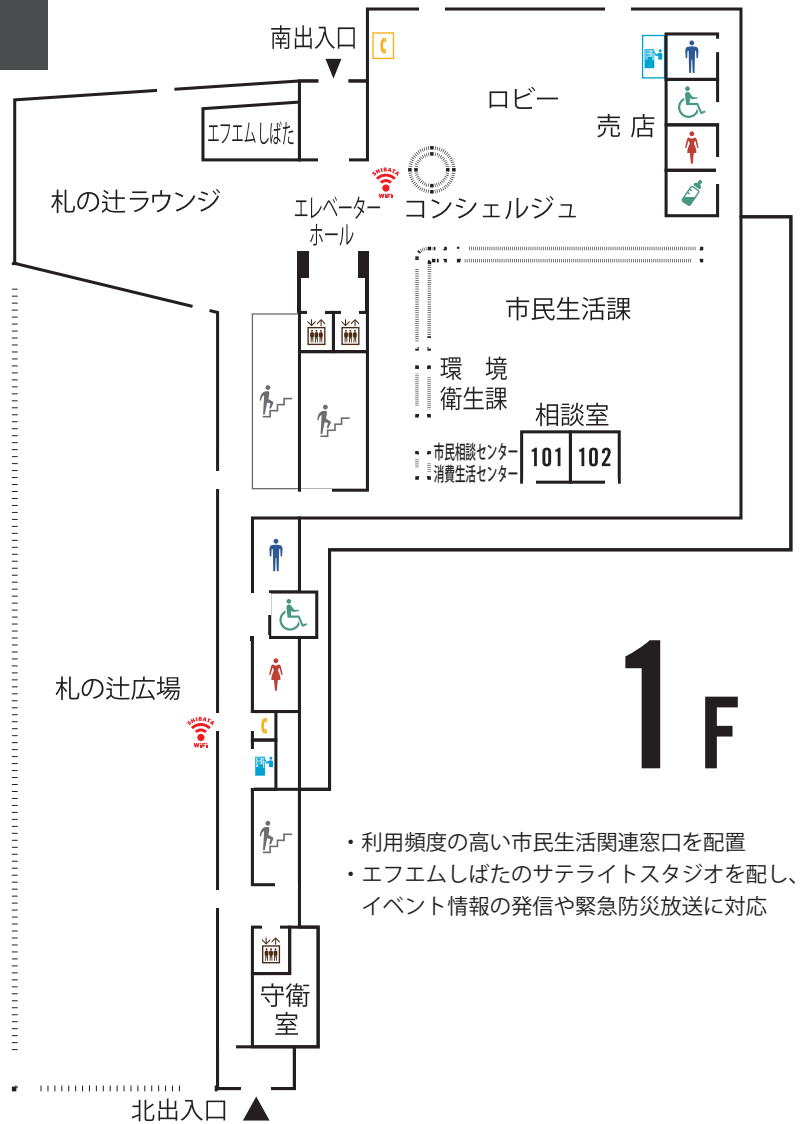 南出入口
ロビー
売店
エフエムしばた
SHIBATA
WiFi
札の辻ラウンジ
エレベーター
ホール
コンシェルジュ
市民生活課
環 境
衛生課
相談室
101
102
市民相談センター
消費生活センター
札の辻広場
SHIBATA
WiFi
1F
・利用頻度の高い市民生活関連窓口を配置
・エフエムしばたのサテライトスタジオを配し、
イベント情報の発信や緊急防災放送に対応
守衛
室
北出入口